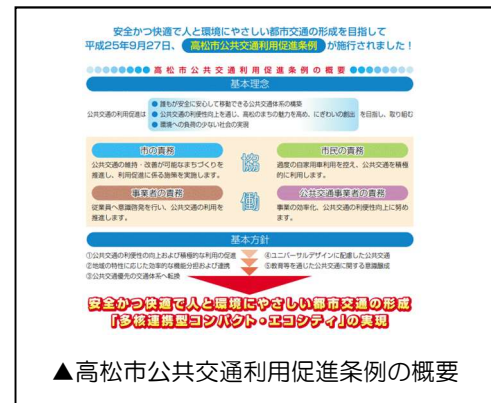 安全かつ快適で人と環境にやさしい都市交通の形成を目指して
平成25年9月27日、高松市公共交通利用促進条例が施行されました！
高松市公共交通利用促進条例の概要
基本理念
公共交通の利用促進は
●誰もが安全に安心して移動できる公共交通体系の構築
●公共交通の利便性向上を通じ、高松のまちの魅力を高め、にぎわいの創出
●環境への負荷の少ない社会の実現
を目指し、取り組む
市の責務
公共交通の維持・改善が可能なまちづくりを
推進し、利用促進に係る施策を実施します。
市民の責務
過度の自家用車利用を控え、公共交通を積極
的に利用します。
協働
事業者の責務
従業員へ意識啓発を行い、公共交通の利用を
推進します。
公共交通事業者の責務
事業の効率化、公共交通の利便性向上に努め
ます。
基本方針
①公共交通の利便性の向上および積極的な利用の促進
②地域の特性に応じた効率的な機能分担および連携
③公共交通優先の交通体系へ転換
④ユニバーサルデザインに配慮した公共交通
⑤教育等を通じた公共交通に関する意識醸成
安全かつ快適で人と環境にやさしい都市交通の形成
「多核連携型コンパクト・エコシティ」の実現
▲高松市公共交通利用促進条例の概要